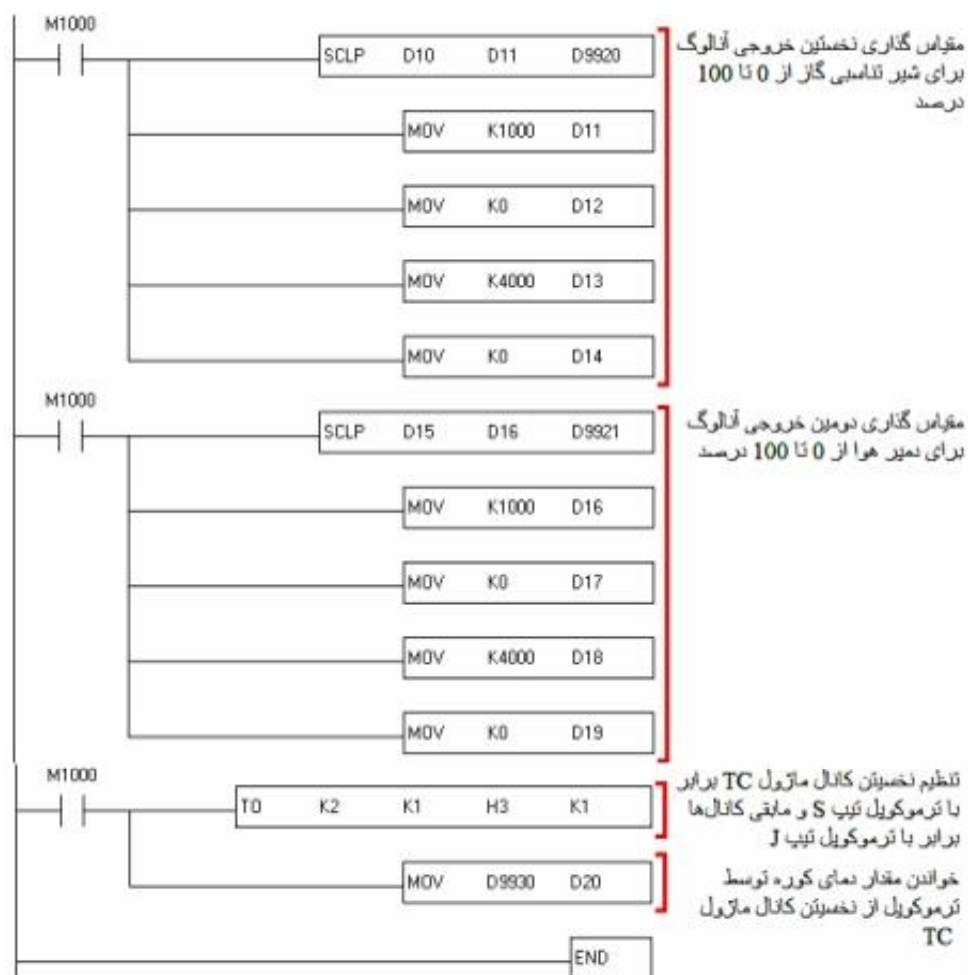 M1000
SCLP D10 D11 D9920
مقیاس گذاری نخستین خروجی آنالوگ
برای شیر تناسبی گاز از 0 تا 100
درصد
MOV K1000 D11
MOV K0 D12
MOV K4000 D13
MOV K0 D14
M1000
SCLP D15 D16 D9921
مقیاس گذاری دومین خروجی آنالوگ
برای دمپر هوا از 0 تا 100 درصد
MOV K1000 D16
MOV K0 D17
MOV K4000 D18
MOV K0 D19
M1000
TO K2 K1 H3 K1
تنظیم نخسیتن کانال ماژول TC برابر
با ترموکوپل تیپ S و مابقی کانال‌ها
برابر با ترموکوپل تیپ J
MOV D9930 D20
خواندن مقدار دمای کوره توسط
ترموکوپل از نخسیتن کانال ماژول
TC
END